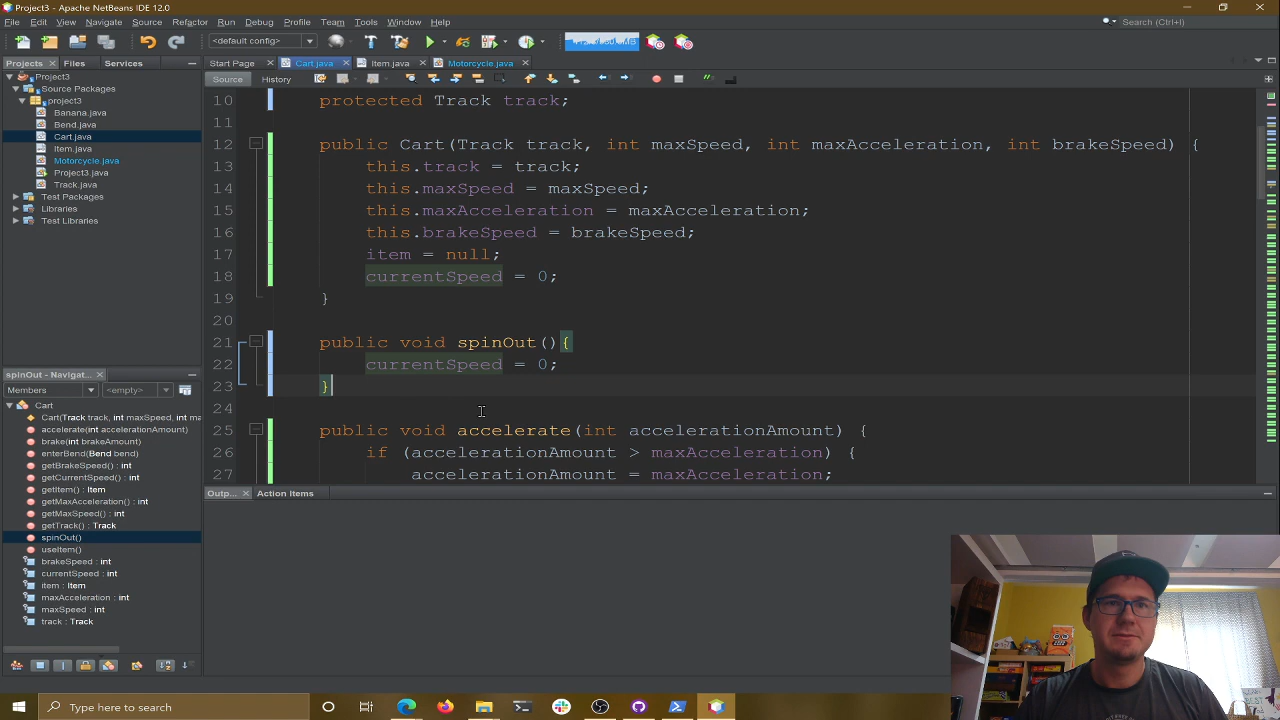 Project3 - Apache NetBeans IDE 12.0
File Edit View Navigate Source Refactor Run Debug Profile Team Tools Window Help
Search (Ctrl+I)
<default config>
Projects Files Services
Start Page Cart.java Item.java Motorcycle.java
Source History
Project3
Source Packages
project3
Banana.java
Bend.java
Cart.java
Item.java
Motorcycle.java
Project3.java
Track.java
Test Packages
Libraries
Test Libraries
10 protected Track track;
11
12 public Cart(Track track, int maxSpeed, int maxAcceleration, int brakeSpeed) {
13 this.track = track;
14 this.maxSpeed = maxSpeed;
15 this.maxAcceleration = maxAcceleration;
16 this.brakeSpeed = brakeSpeed;
17 item = null;
18 currentSpeed = 0;
19 }
20
21 public void spinOut(){
22 currentSpeed = 0;
23 }
24
25 public void accelerate(int accelerationAmount) {
26 if (accelerationAmount > maxAcceleration) {
27 accelerationAmount = maxAcceleration;
spinOut - Navigat...
Members <empty>
Cart
Cart(Track track, int maxSpeed, int ma
accelerate(int accelerationAmount)
brake(int brakeAmount)
enterBend(Bend bend)
getBrakeSpeed() : int
getCurrentSpeed() : int
getItem() : Item
getMaxAcceleration() : int
getMaxSpeed() : int
getTrack() : Track
spinOut()
useItem()
brakeSpeed : int
currentSpeed : int
item : Item
maxAcceleration : int
maxSpeed : int
track : Track
Outp... Action Items
Type here to search